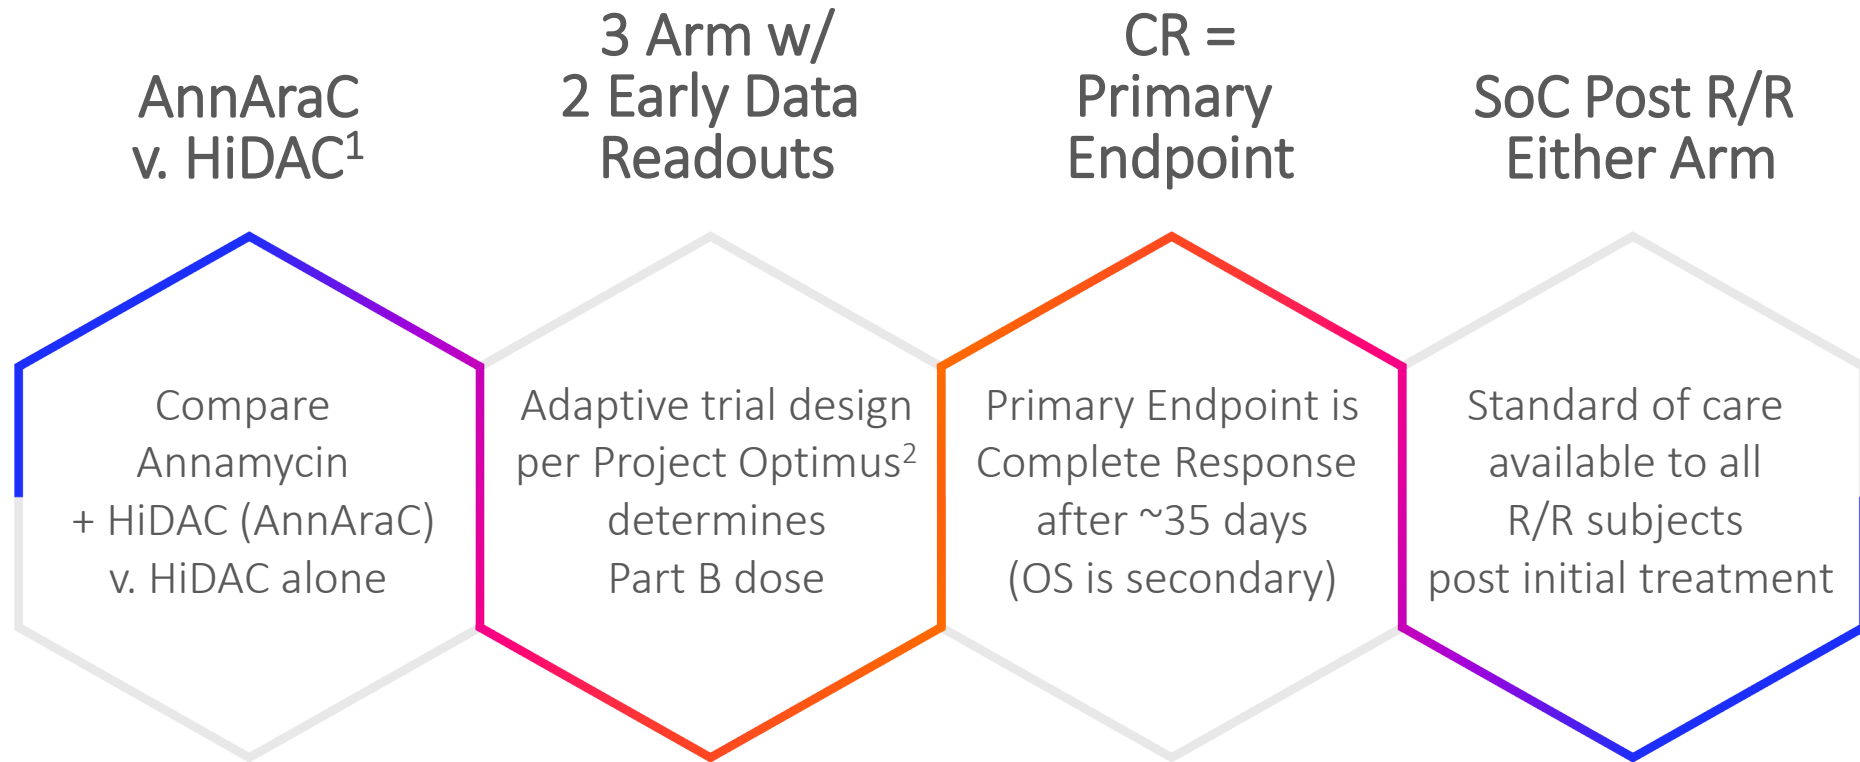 AnnAraC
v. HiDAC1
3 Arm w/
2 Early Data
Readouts
CR =
Primary
Endpoint
SoC Post R/R
Either Arm
Compare
Annamycin
+ HiDAC (AnnAraC)
v. HiDAC alone
Adaptive trial design
per Project Optimus2
determines
Part B dose
Primary Endpoint is
Complete Response
after ~35 days
(OS is secondary)
Standard of care
available to all
R/R subjects
post initial treatment